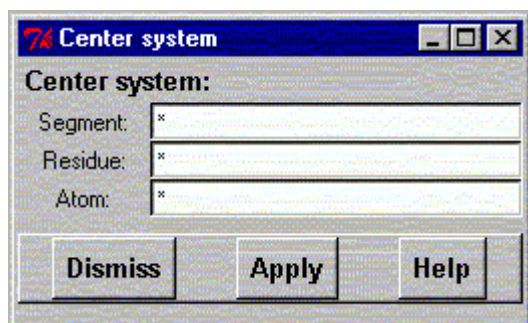 Center system
Center system:
Segment: *
Residue: *
Atom: *
Dismiss Apply Help